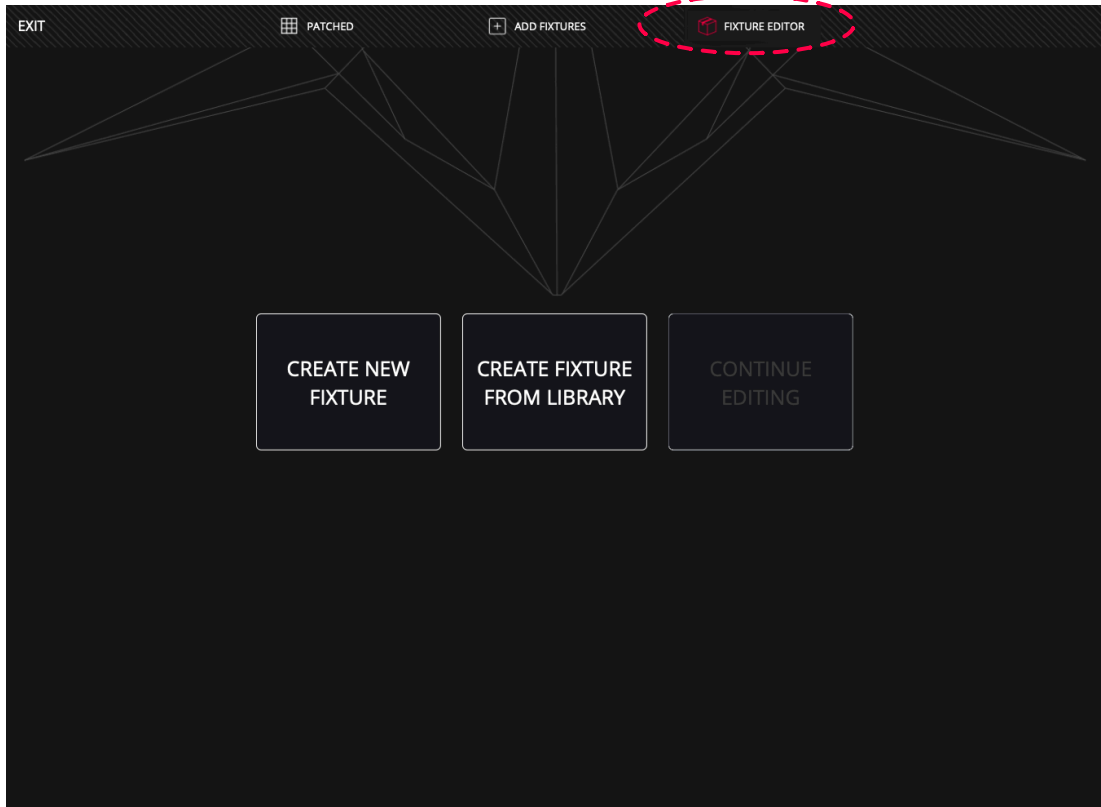 EXIT
PATCHED
ADD FIXTURES
FIXTURE EDITOR
CREATE NEW
FIXTURE
CREATE FIXTURE
FROM LIBRARY
CONTINUE
EDITING